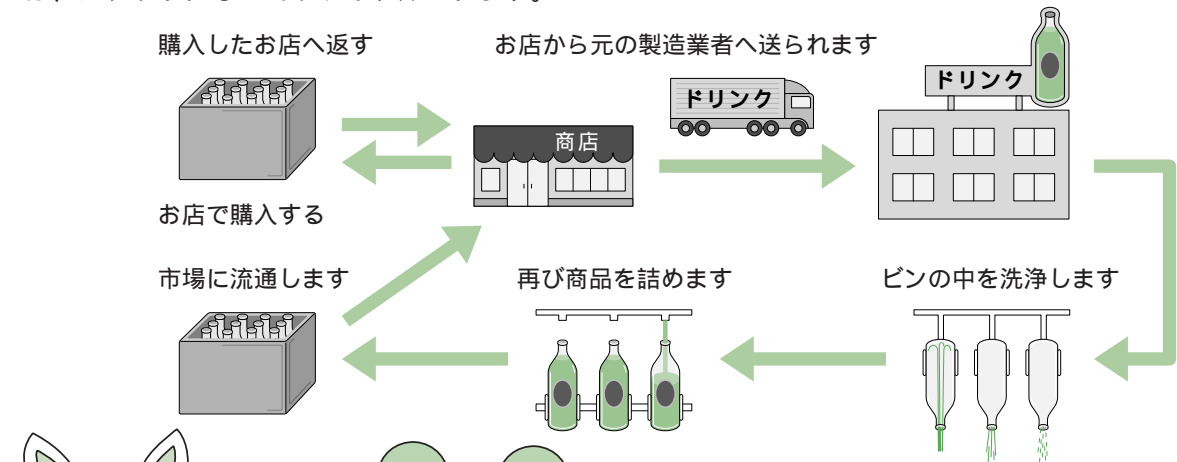 購入したお店へ返す
お店から元の製造業者へ送られます
ドリンク
ドリンク
商店
お店で購入する
市場に流通します
再び商品を詰めます
ビンの中を洗浄します